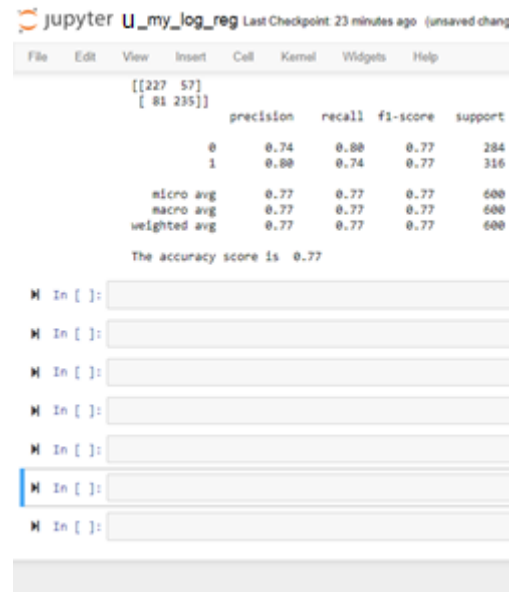 Jupyter u_my_log_reg Last Checkpoint: 23 minutes ago (unsaved chang
File Edit View Insert Cell Kernel Widgets Help
[[227 57]
[ 81 235]]
precision recall f1-score support
0 0.74 0.80 0.77 284
1 0.80 0.74 0.77 316
micro avg 0.77 0.77 0.77 600
macro avg 0.77 0.77 0.77 600
weighted avg 0.77 0.77 0.77 600
The accuracy score is 0.77
In [ ]:
In [ ]:
In [ ]:
In [ ]:
In [ ]:
In [ ]:
In [ ]: